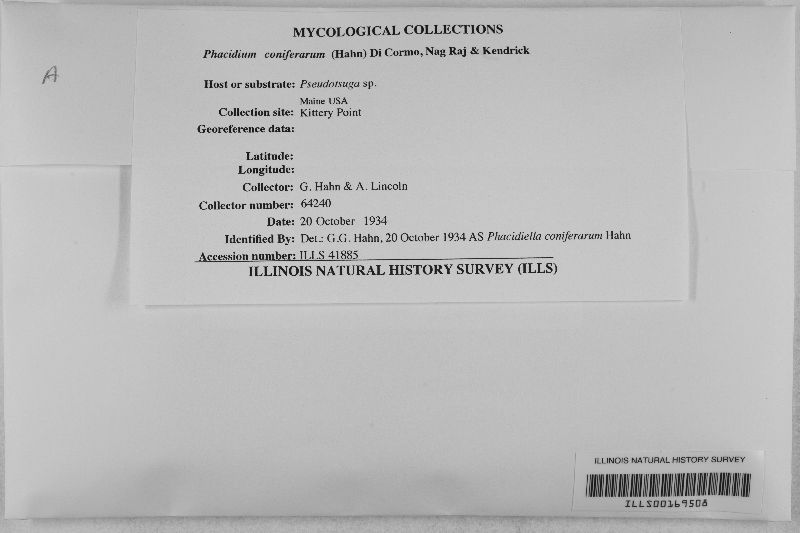 MYCOLOGICAL COLLECTIONS
Phacidium coniferarum (Hahn) Di Cormo, Nag Raj & Kendrick
A
Host or substrate: Pseudotsuga sp.
Maine USA
Collection site: Kittery Point
Georeference data:
Latitude:
Longitude:
Collector: G. Hahn & A. Lincoln
Collector number: 64240
Date: 20 October 1934
Identified By: Det.: G.G. Hahn, 20 October 1934 AS Phacidiella coniferarum Hahn
Accession number: ILLS 41885
ILLINOIS NATURAL HISTORY SURVEY (ILLS)
ILLINOIS NATURAL HISTORY SURVEY
ILLS00169508